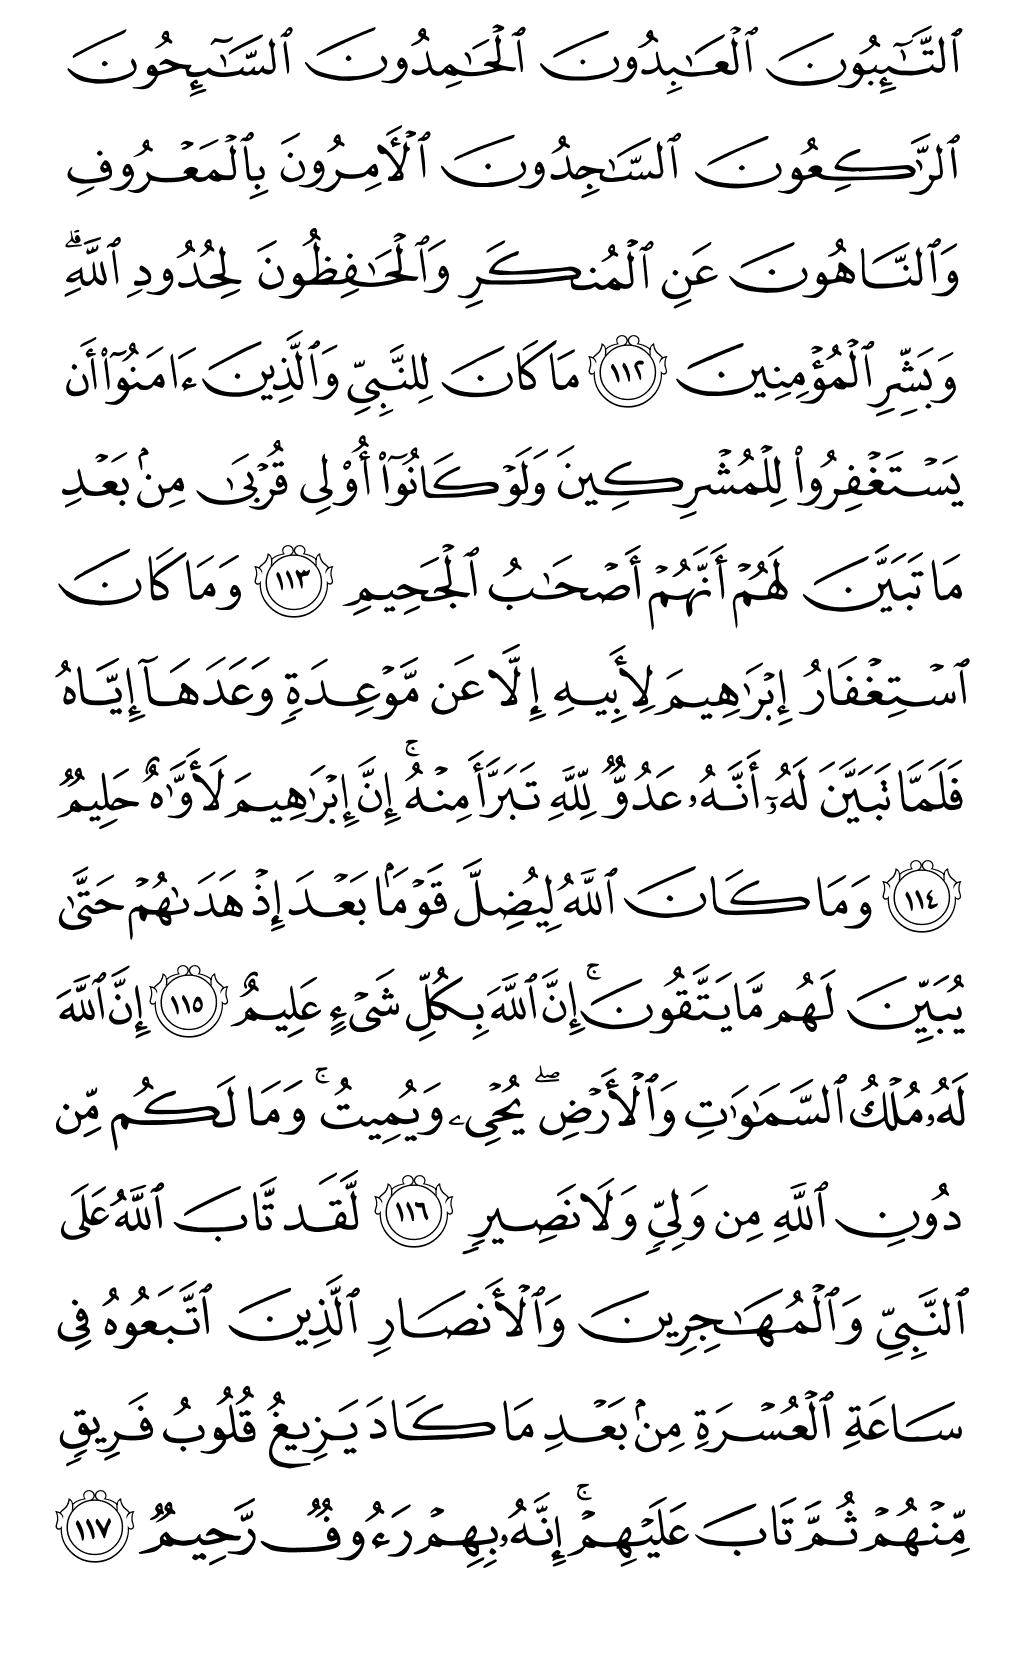 ٱلتَّـٰٓئِبُونَ ٱلْعَـٰبِدُونَ ٱلْحَـٰمِدُونَ ٱلسَّـٰٓئِحُونَ
ٱلرَّٰكِعُونَ ٱلسَّـٰجِدُونَ ٱلْـَٔامِرُونَ بِٱلْمَعْرُوفِ
وَٱلنَّاهُونَ عَنِ ٱلْمُنكَرِ وَٱلْحَـٰفِظُونَ لِحُدُودِ ٱللَّهِ ۗ
وَبَشِّرِ ٱلْمُؤْمِنِينَ ١١٢ مَا كَانَ لِلنَّبِىِّ وَٱلَّذِينَ ءَامَنُوٓا۟ أَن
يَسْتَغْفِرُوا۟ لِلْمُشْرِكِينَ وَلَوْ كَانُوٓا۟ أُو۟لِى قُرْبَىٰ مِنۢ بَعْدِ
مَا تَبَيَّنَ لَهُمْ أَنَّهُمْ أَصْحَـٰبُ ٱلْجَحِيمِ ١١٣ وَمَا كَانَ
ٱسْتِغْفَارُ إِبْرَٰهِيمَ لِأَبِيهِ إِلَّا عَن مَّوْعِدَةٍ وَعَدَهَآ إِيَّاهُ
فَلَمَّا تَبَيَّنَ لَهُۥٓ أَنَّهُۥ عَدُوٌّ لِّلَّهِ تَبَرَّأَ مِنْهُ ۚ إِنَّ إِبْرَٰهِيمَ لَأَوَّٰهٌ حَلِيمٌ
١١٤ وَمَا كَانَ ٱللَّهُ لِيُضِلَّ قَوْمًۢا بَعْدَ إِذْ هَدَىٰهُمْ حَتَّىٰ
يُبَيِّنَ لَهُم مَّا يَتَّقُونَ ۚ إِنَّ ٱللَّهَ بِكُلِّ شَىْءٍ عَلِيمٌ ١١٥ إِنَّ ٱللَّهَ
لَهُۥ مُلْكُ ٱلسَّمَـٰوَٰتِ وَٱلْأَرْضِ ۖ يُحْىِۦ وَيُمِيتُ ۚ وَمَا لَكُم مِّن
دُونِ ٱللَّهِ مِن وَلِىٍّ وَلَا نَصِيرٍ ١١٦ لَّقَد تَّابَ ٱللَّهُ عَلَى
ٱلنَّبِىِّ وَٱلْمُهَـٰجِرِينَ وَٱلْأَنصَارِ ٱلَّذِينَ ٱتَّبَعُوهُ فِى
سَاعَةِ ٱلْعُسْرَةِ مِنۢ بَعْدِ مَا كَادَ يَزِيغُ قُلُوبُ فَرِيقٍ
مِّنْهُمْ ثُمَّ تَابَ عَلَيْهِمْ ۚ إِنَّهُۥ بِهِمْ رَءُوفٌ رَّحِيمٌ ١١٧